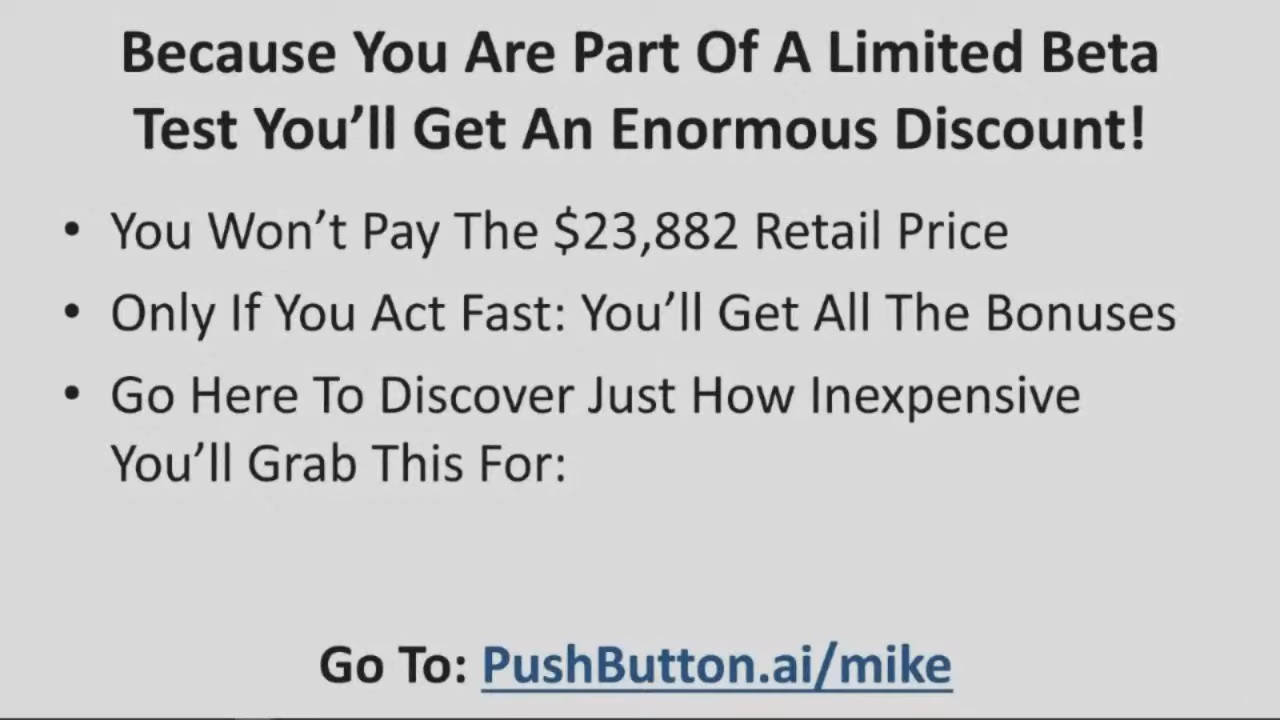 Because You Are Part Of A Limited Beta
Test You’ll Get An Enormous Discount!
• You Won’t Pay The $23,882 Retail Price
• Only If You Act Fast: You’ll Get All The Bonuses
• Go Here To Discover Just How Inexpensive
You’ll Grab This For:
Go To: PushButton.ai/mike